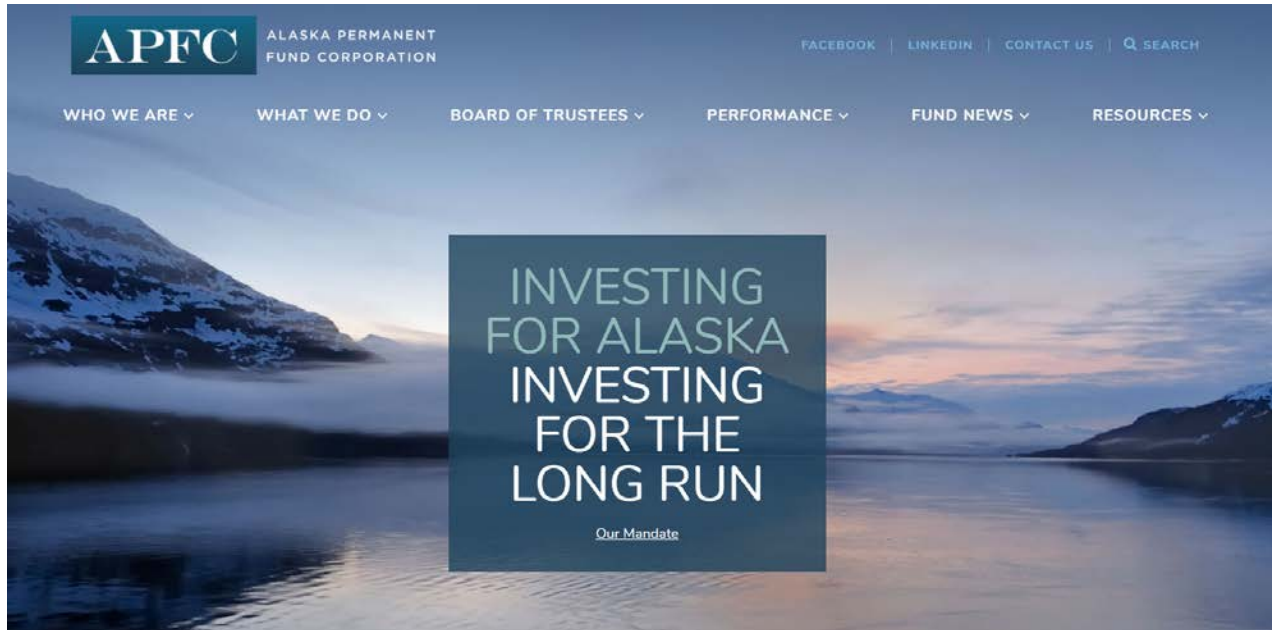 APFC
ALASKA PERMANENT
FUND CORPORATION
FACEBOOK | LINKEDIN | CONTACT US | SEARCH
WHO WE ARE
WHAT WE DO
BOARD OF TRUSTEES
PERFORMANCE
FUND NEWS
RESOURCES
INVESTING
FOR ALASKA
INVESTING
FOR THE
LONG RUN
Our Mandate